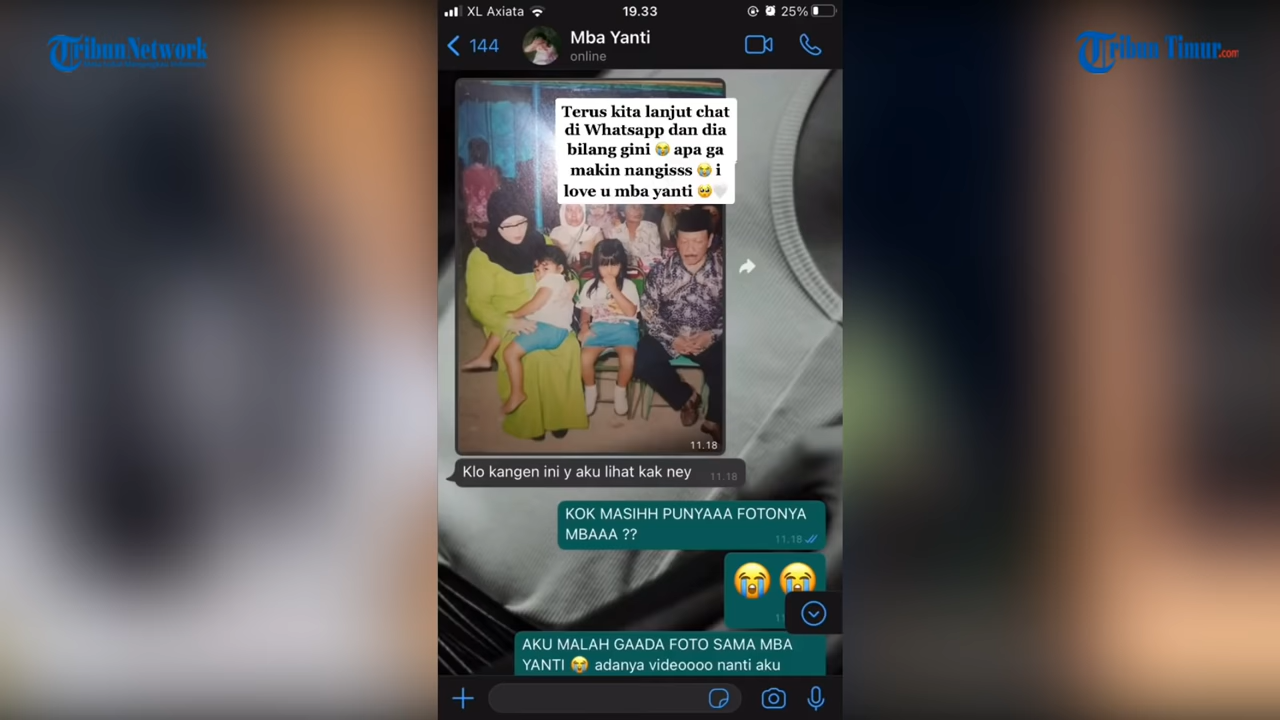 TribunNetwork
Tribun Timur.com
XL Axiata
19.33
25%
144
Mba Yanti
online
Terus kita lanjut chat
di Whatsapp dan dia
bilang gini 😭 apa ga
makin nangisss 😭 i
love u mba yanti 🥺🤍
11.18
Klo kangen ini y aku lihat kak ney
11.18
KOK MASIHH PUNYAAA FOTONYA
MBAAA ??
11.18
😭 😭
AKU MALAH GAADA FOTO SAMA MBA
YANTI 😭 adanya videoooo nanti aku